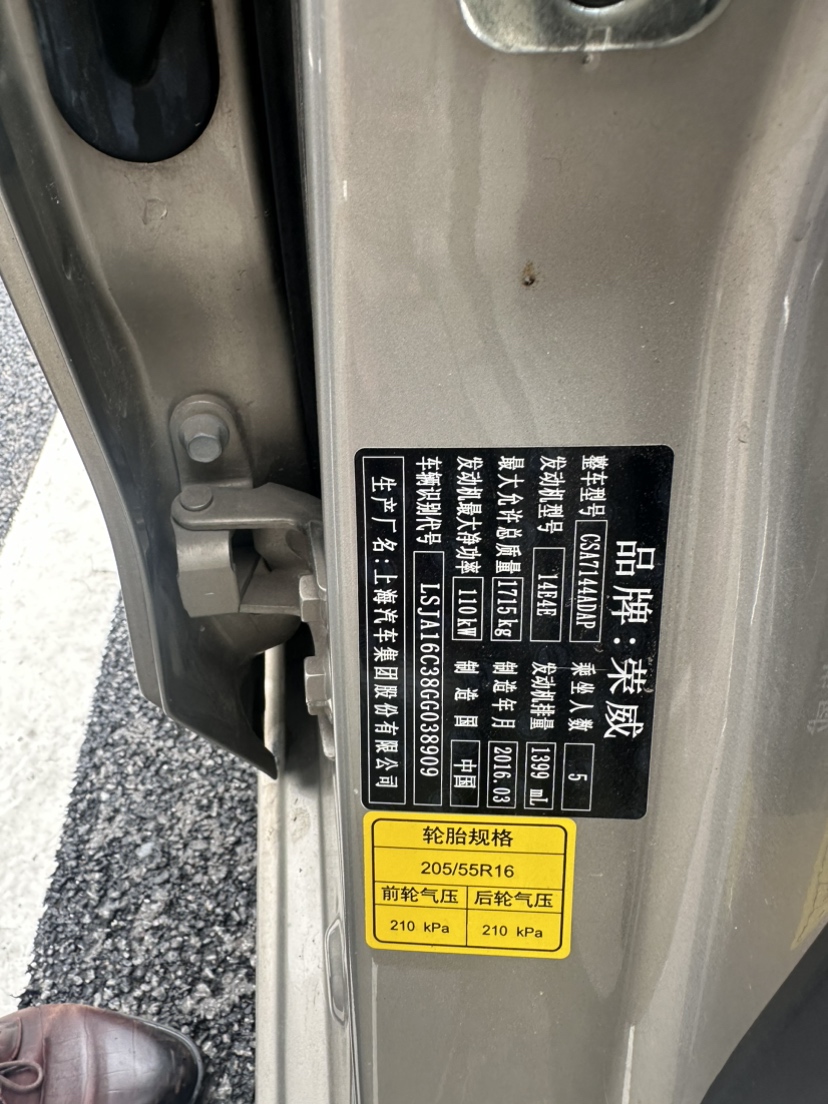 品牌:荣威
整车型号 CSA7144ADAP 乘坐人数 5
发动机型号 14E4E 发动机排量 1399 mL
最大允许总质量 1715kg 制造年月 2016.03
发动机最大净功率 110kW 制造国 中国
车辆识别代号 LSJA16C38GG038909
生产厂名:上海汽车集团股份有限公司
轮胎规格
205/55R16
前轮气压 后轮气压
210 kPa 210 kPa